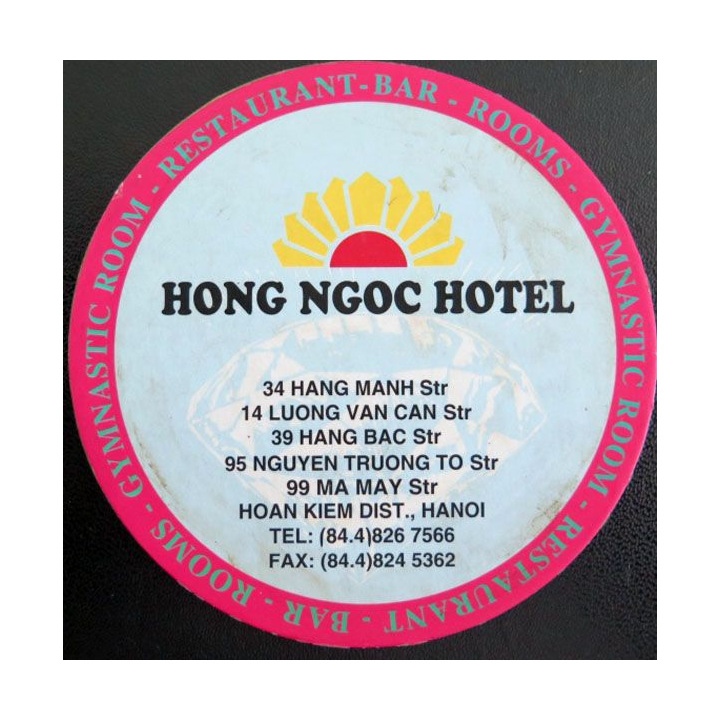 RESTAURANT-BAR - ROOMS - GYMNASTIC ROOM - RESTAURANT - BAR - ROOMS - GYMNASTIC ROOM -
HONG NGOC HOTEL
34 HANG MANH Str
14 LUONG VAN CAN Str
39 HANG BAC Str
95 NGUYEN TRUONG TO Str
99 MA MAY Str
HOAN KIEM DIST., HANOI
TEL: (84.4)826 7566
FAX: (84.4)824 5362